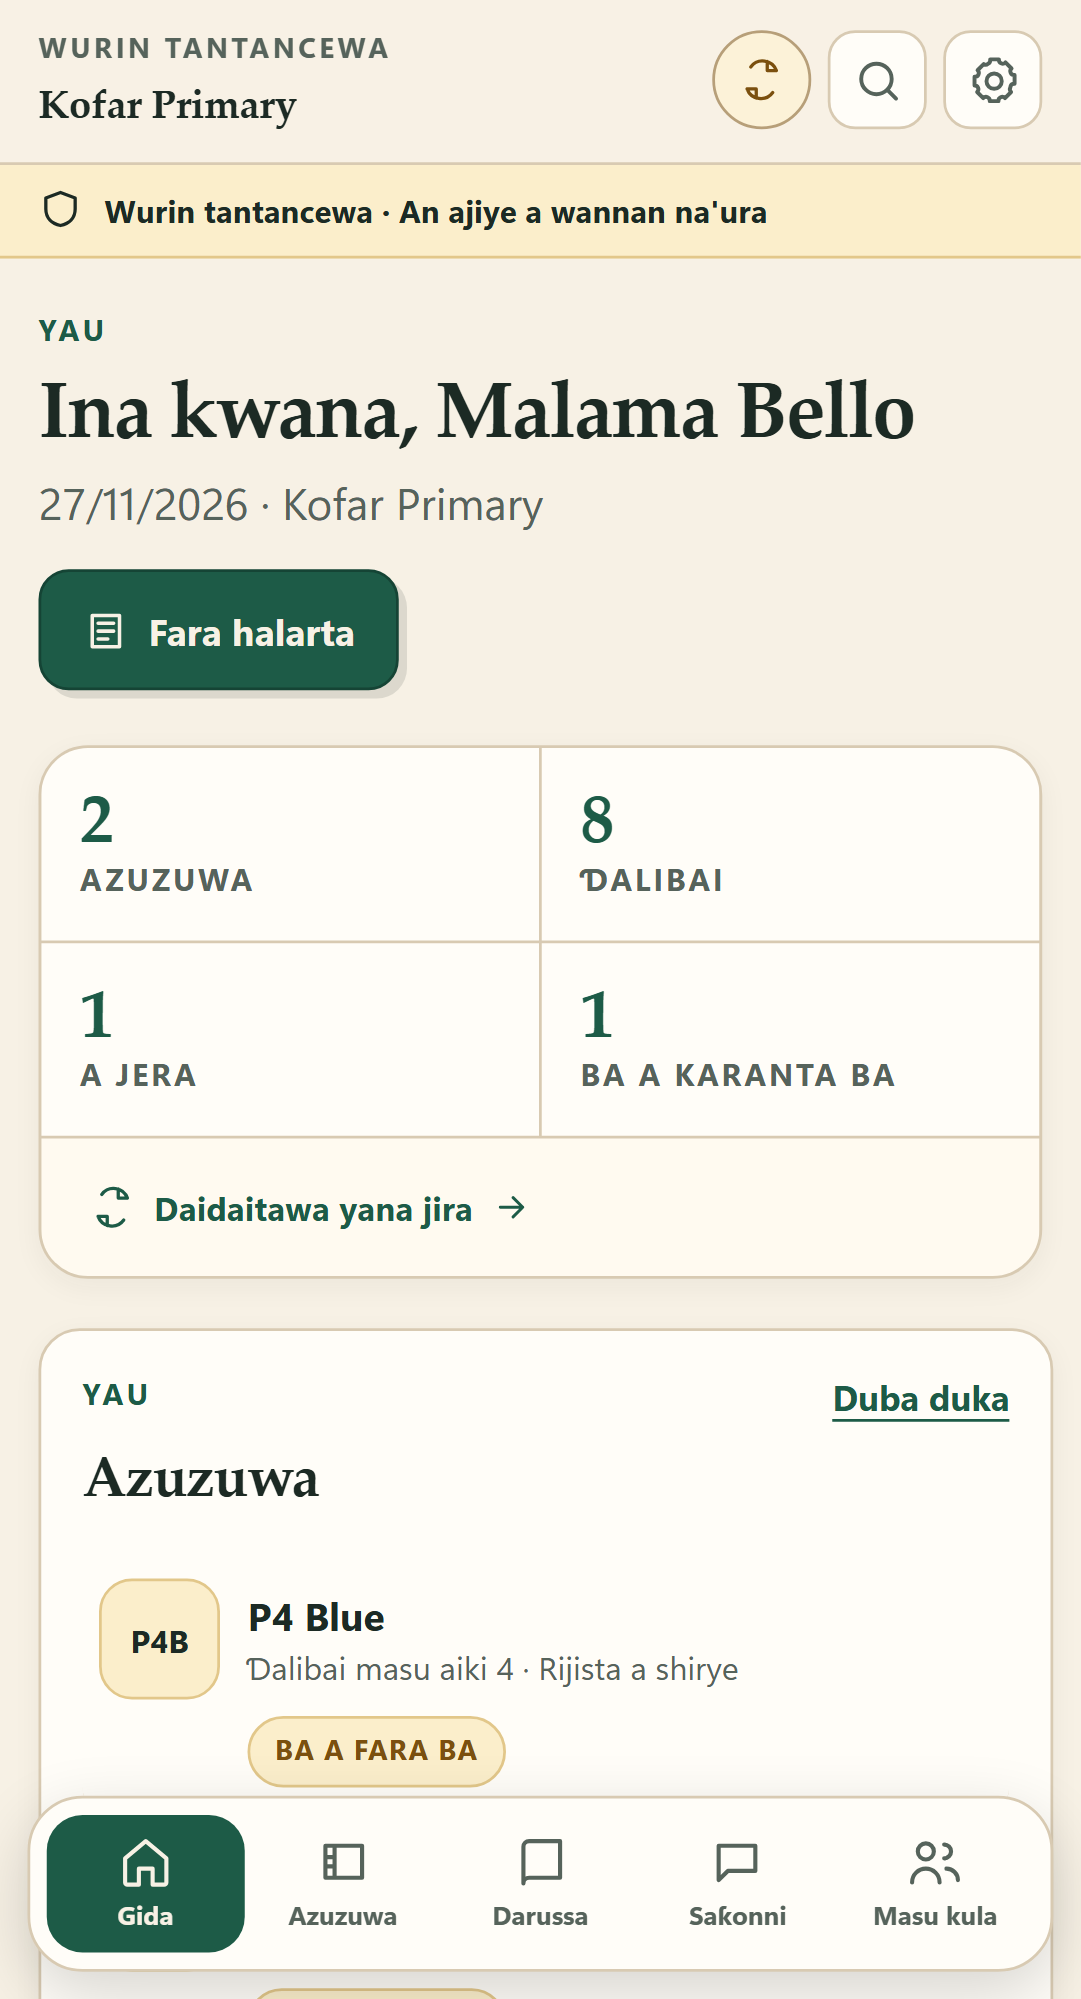 WURIN TANTANCEWA
Kofar Primary
Wurin tantancewa · An ajiye a wannan na'ura
YAU
Ina kwana, Malama Bello
27/11/2026 · Kofar Primary
Fara halarta
2
AZUZUWA
8
ƊALIBAI
1
A JERA
1
BA A KARANTA BA
Daidaitawa yana jira →
YAU
Duba duka
Azuzuwa
P4B
P4 Blue
Ɗalibai masu aiki 4 · Rijista a shirye
BA A FARA BA
Gida
Azuzuwa
Darussa
Saƙonni
Masu kula